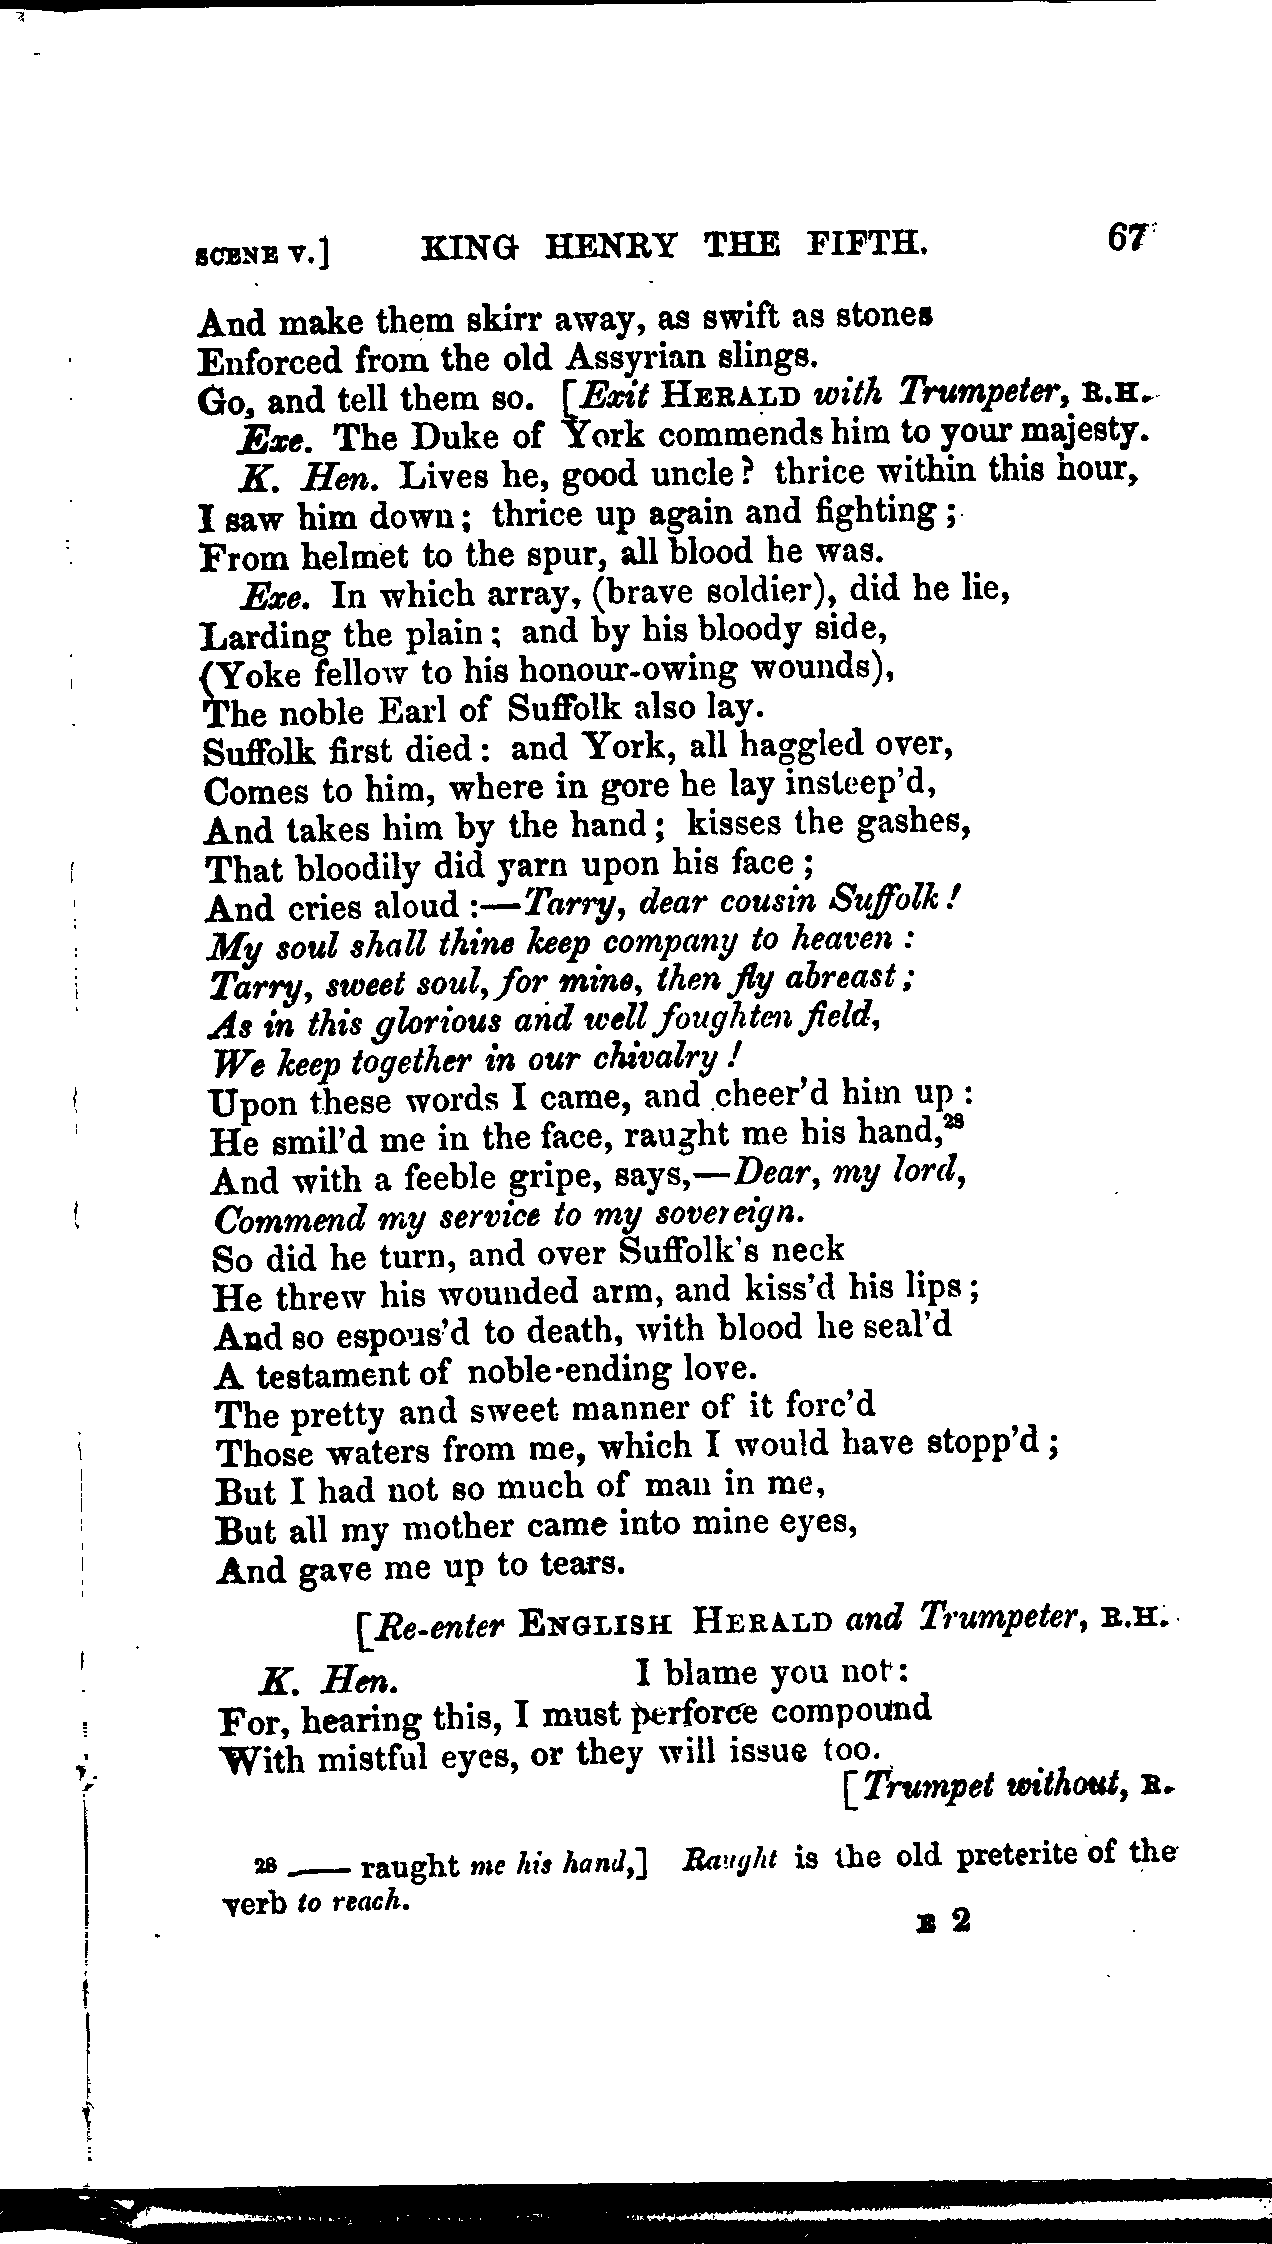 SCENE V.] KING HENRY THE FIFTH. 67
And make them skirr away, as swift as stones
Enforced from the old Assyrian slings.
Go, and tell them so. [Exit HERALD with Trumpeter, R.H.
Exe. The Duke of York commends him to your majesty.
K. Hen. Lives he, good uncle? thrice within this hour,
I saw him down; thrice up again and fighting;
From helmet to the spur, all blood he was.
Exe. In which array, (brave soldier), did he lie,
Larding the plain; and by his bloody side,
(Yoke fellow to his honour-owing wounds),
The noble Earl of Suffolk also lay.
Suffolk first died: and York, all haggled over,
Comes to him, where in gore he lay insteep'd,
And takes him by the hand; kisses the gashes,
That bloodily did yarn upon his face;
And cries aloud:—Tarry, dear cousin Suffolk!
My soul shall thine keep company to heaven:
Tarry, sweet soul, for mine, then fly abreast;
As in this glorious and well foughten field,
We keep together in our chivalry!
Upon these words I came, and cheer'd him up:
He smil'd me in the face, raught me his hand,28
And with a feeble gripe, says,—Dear, my lord,
Commend my service to my sovereign.
So did he turn, and over Suffolk's neck
He threw his wounded arm, and kiss'd his lips;
And so espous'd to death, with blood he seal'd
A testament of noble-ending love.
The pretty and sweet manner of it forc'd
Those waters from me, which I would have stopp'd;
But I had not so much of man in me,
But all my mother came into mine eyes,
And gave me up to tears.
[Re-enter ENGLISH HERALD and Trumpeter, R.H.
K. Hen. I blame you not:
For, hearing this, I must perforce compound
With mistful eyes, or they will issue too.
[Trumpet without, R.
28 —— raught me his hand,] Raught is the old preterite of the
verb to reach.
E 2